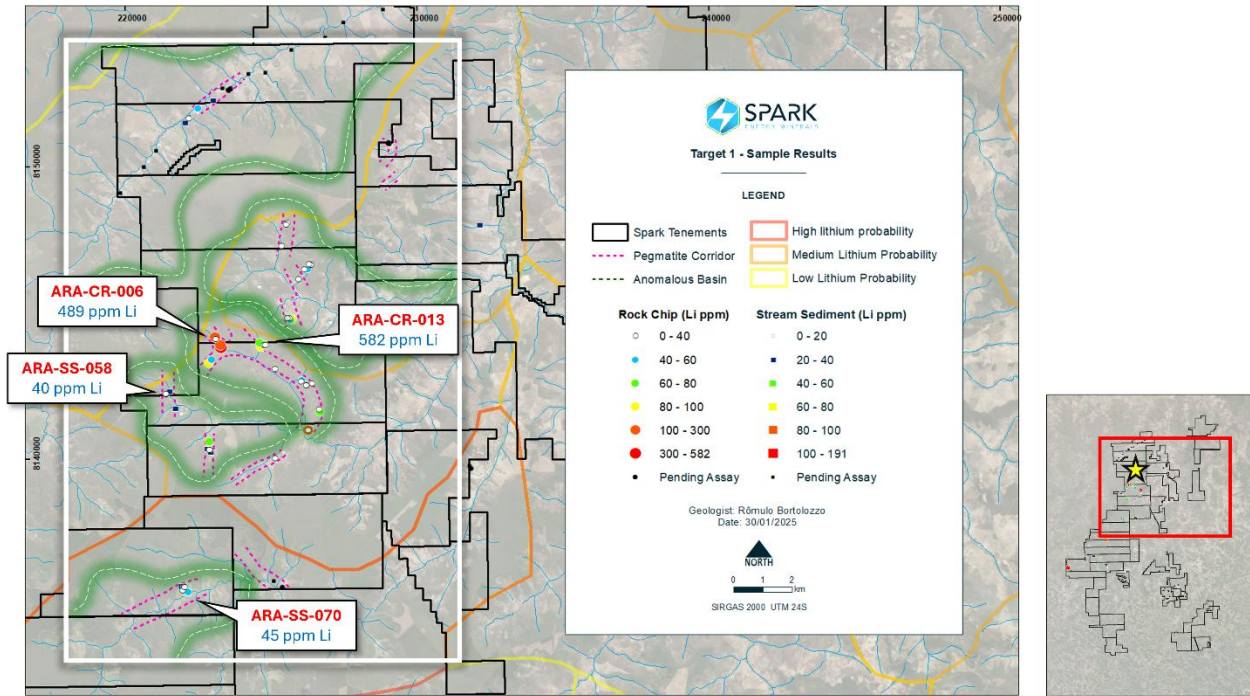 220000
230000
240000
250000
8150000
8140000
ARA-CR-006
489 ppm Li
ARA-CR-013
582 ppm Li
ARA-SS-058
40 ppm Li
ARA-SS-070
45 ppm Li
SPARK
ENERGY MINERALS
Target 1 - Sample Results
LEGEND
Spark Tenements
Pegmatite Corridor
Anomalous Basin
High lithium probability
Medium Lithium Probability
Low Lithium Probability
Rock Chip (Li ppm)
0 - 40
40 - 60
60 - 80
80 - 100
100 - 300
300 - 582
Pending Assay
Stream Sediment (Li ppm)
0 - 20
20 - 40
40 - 60
60 - 80
80 - 100
100 - 191
Pending Assay
Geologist: Rômulo Bortolozzo
Date: 30/01/2025
NORTH
0 1 2
km
SIRGAS 2000 UTM 24S